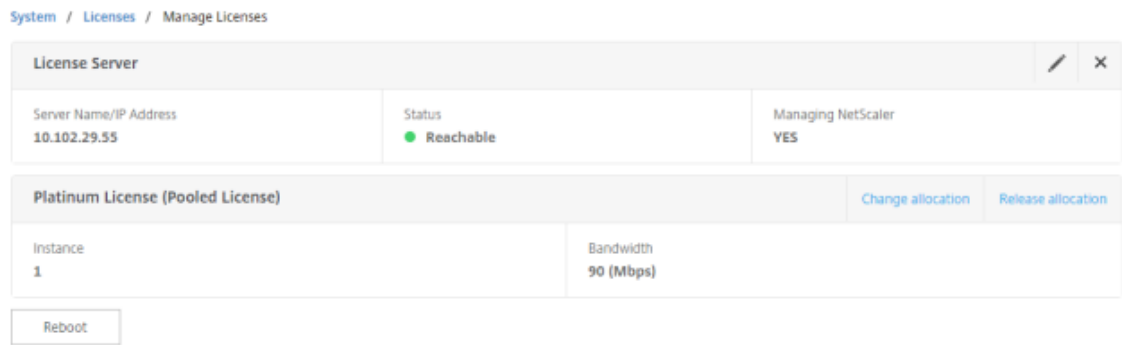 System / Licenses / Manage Licenses
License Server
Server Name/IP Address Status Managing NetScaler
10.102.29.55 Reachable YES
Platinum License (Pooled License) Change allocation Release allocation
Instance Bandwidth
1 90 (Mbps)
Reboot